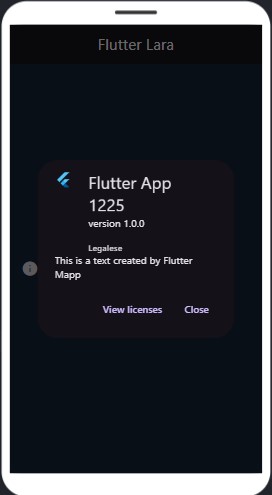 Flutter Lara
Flutter App
1225
version 1.0.0
Legalese
This is a text created by Flutter
Mapp
View licenses
Close